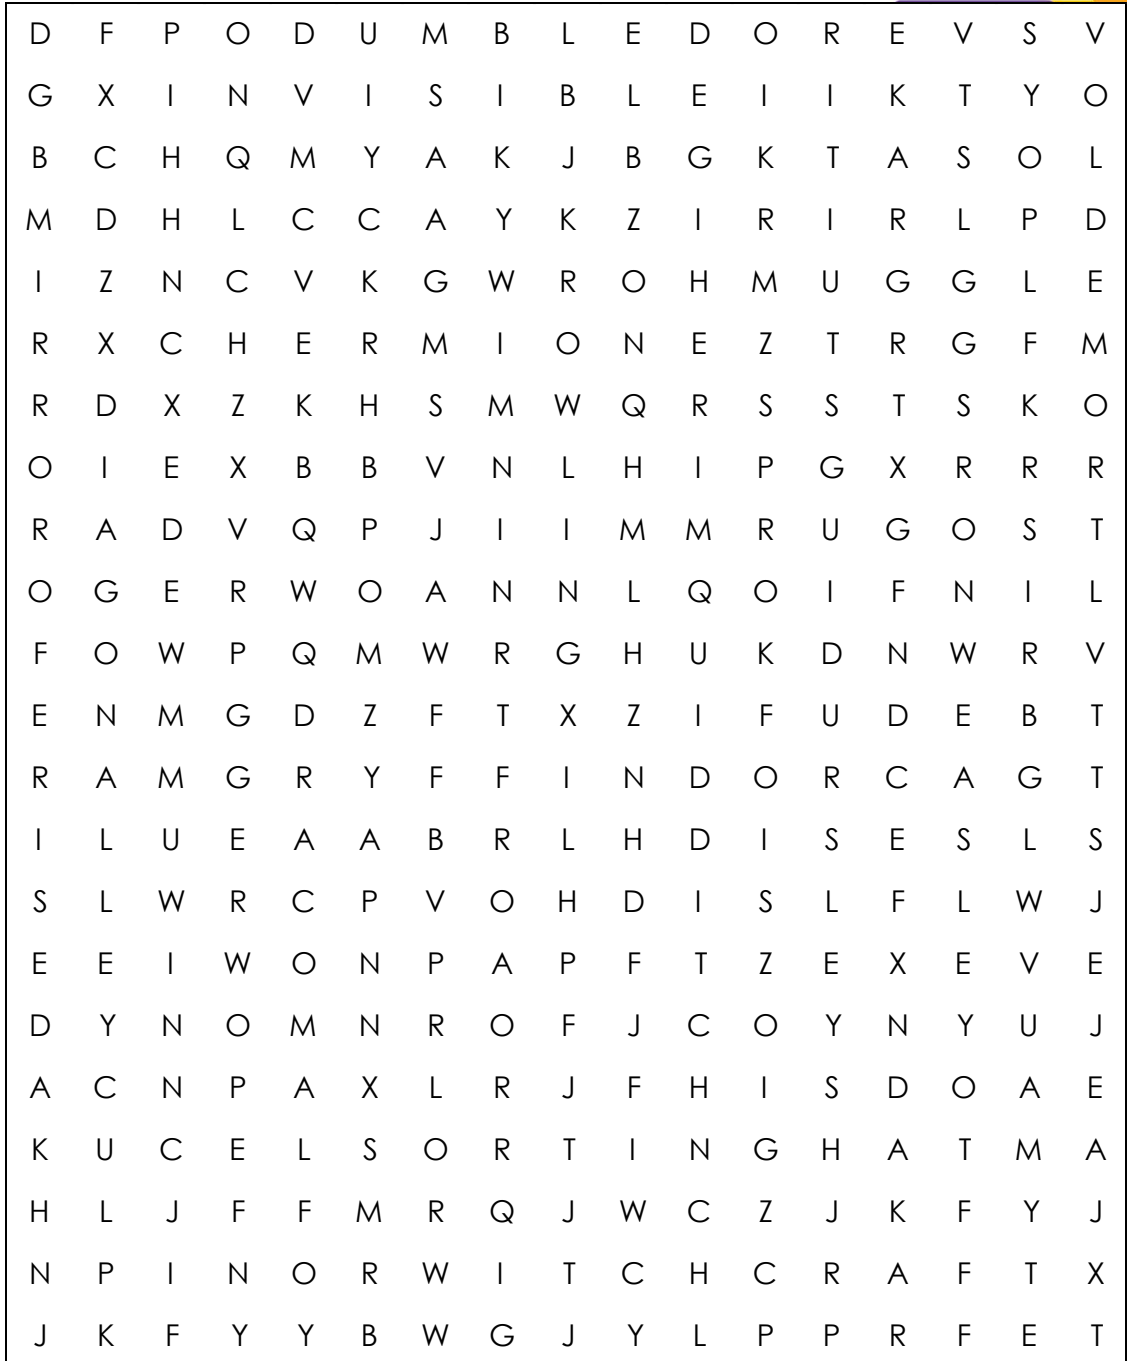 D F P O D U M B L E D O R E V S V
G X I N V I S I B L E I I K T Y O
B C H Q M Y A K J B G K T A S O L
M D H L C C A Y K Z I R I R L P D
I Z N C V K G W R O H M U G G L E
R X C H E R M I O N E Z T R G F M
R D X Z K H S M W Q R S S T S K O
O I E X B B V N L H I P G X R R R
R A D V Q P J I I M M R U G O S T
O G E R W O A N N L Q O I F N I L
F O W P Q M W R G H U K D N W R V
E N M G D Z F T X Z I F U D E B T
R A M G R Y F F I N D O R C A G T
I L U E A A B R L H D I S E S L S
S L W R C P V O H D I S L F L W J
E E I W O N P A P F T Z E X E V E
D Y N O M N R O F J C O Y N Y U J
A C N P A X L R J F H I S D O A E
K U C E L S O R T I N G H A T M A
H L J F F M R Q J W C Z J K F Y J
N P I N O R W I T C H C R A F T X
J K F Y Y B W G J Y L P P R F E T